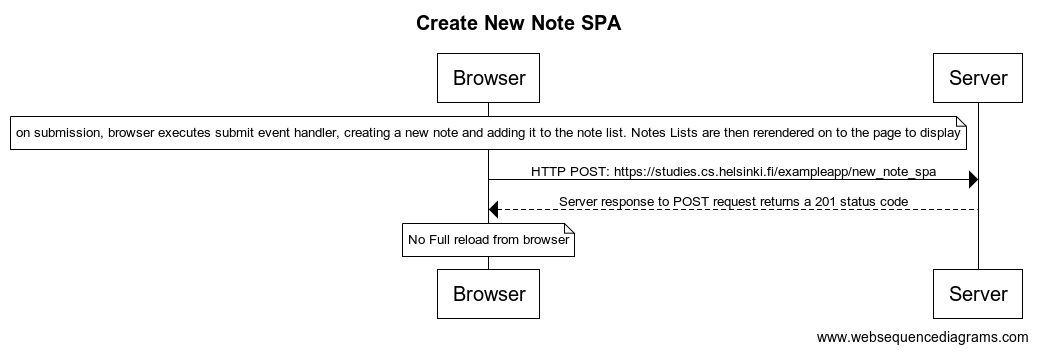 Create New Note SPA
Browser
Server
on submission, browser executes submit event handler, creating a new note and adding it to the note list. Notes Lists are then rerendered on to the page to display
HTTP POST: https://studies.cs.helsinki.fi/exampleapp/new_note_spa
Server response to POST request returns a 201 status code
No Full reload from browser
Browser
Server
www.websequencediagrams.com